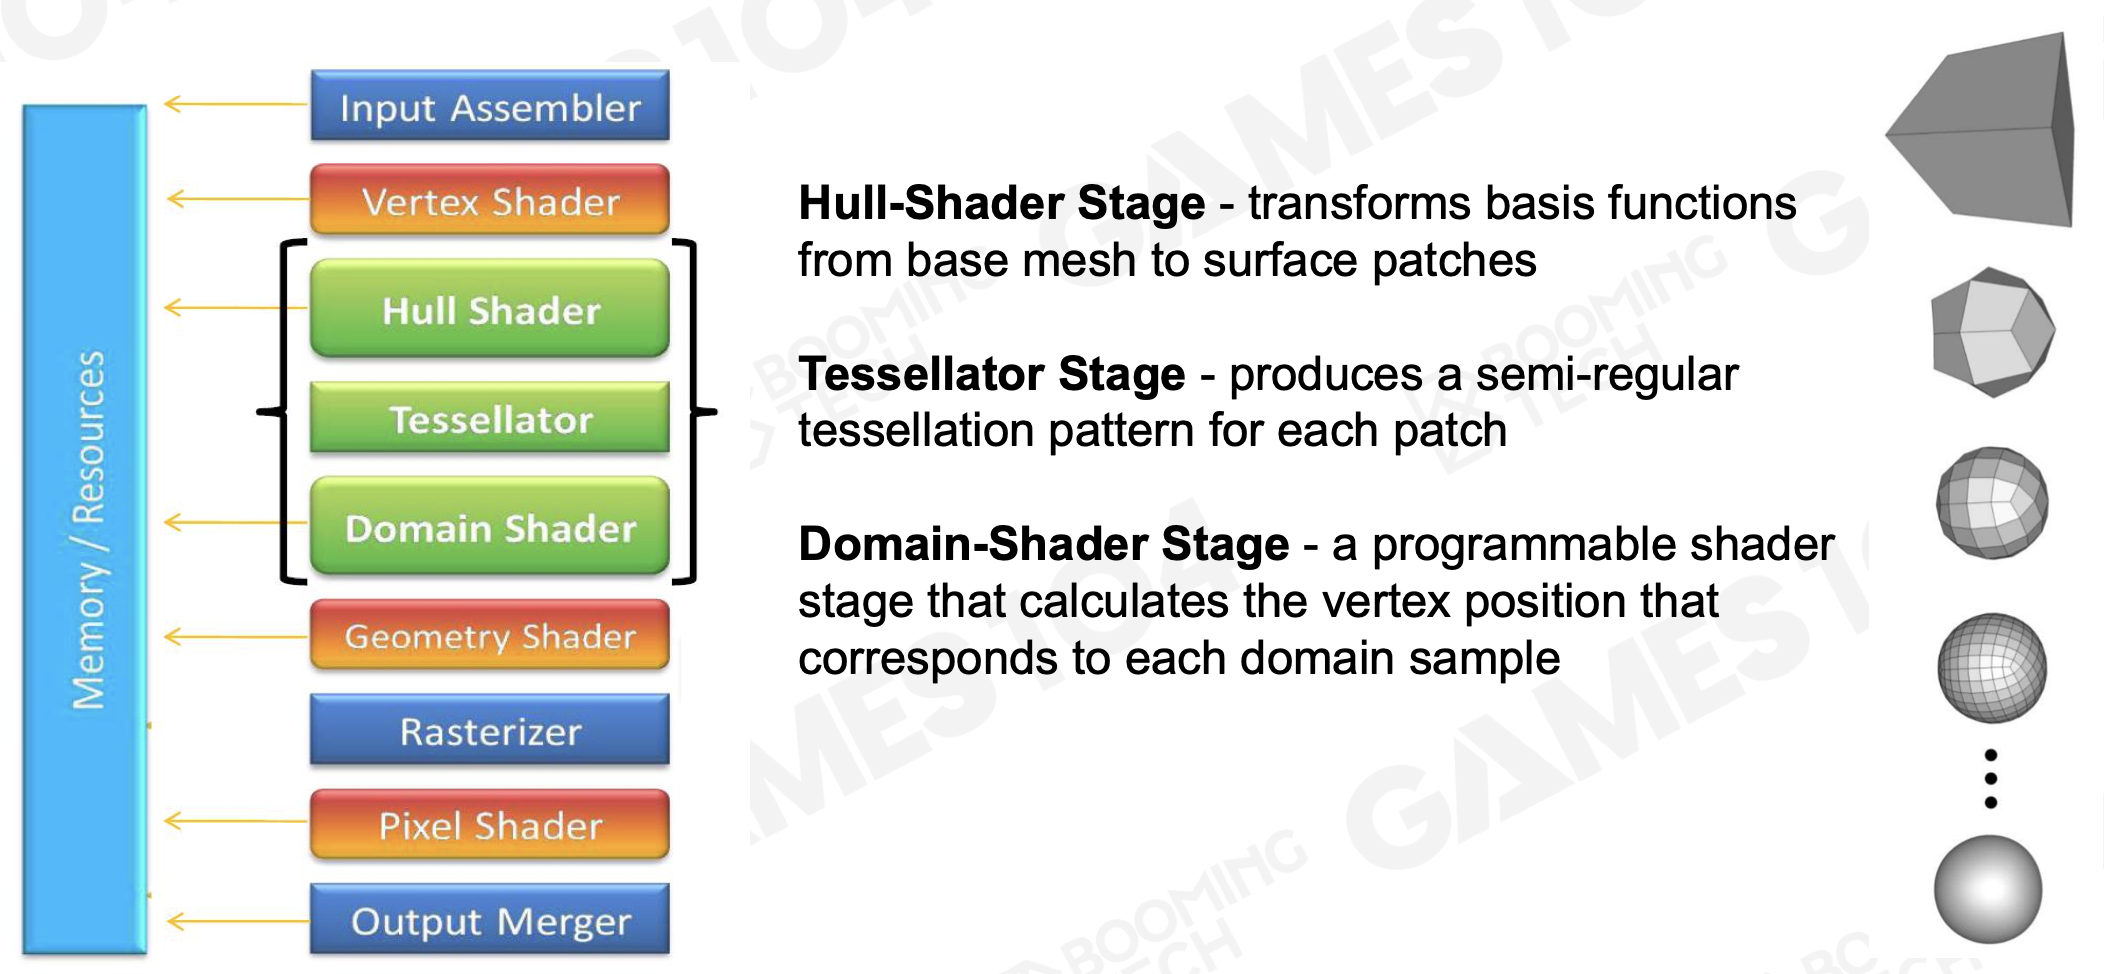 Memory / Resources
Input Assembler
Vertex Shader
Hull Shader
Tessellator
Domain Shader
Geometry Shader
Rasterizer
Pixel Shader
Output Merger
Hull-Shader Stage - transforms basis functions
from base mesh to surface patches
Tessellator Stage - produces a semi-regular
tessellation pattern for each patch
Domain-Shader Stage - a programmable shader
stage that calculates the vertex position that
corresponds to each domain sample
GAMES104
BOOMING
TECH